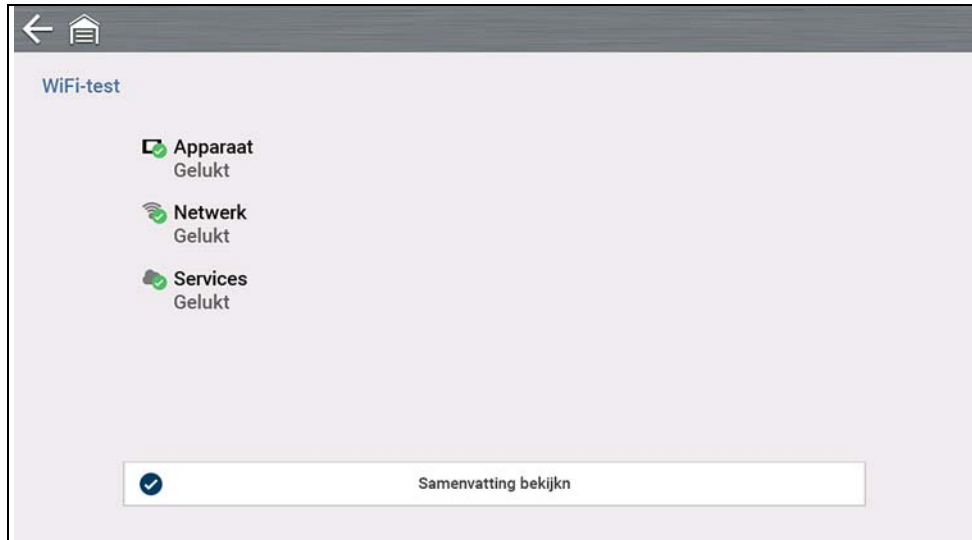 WiFi-test
Apparaat
Gelukt
Netwerk
Gelukt
Services
Gelukt
Samenvatting bekijkn